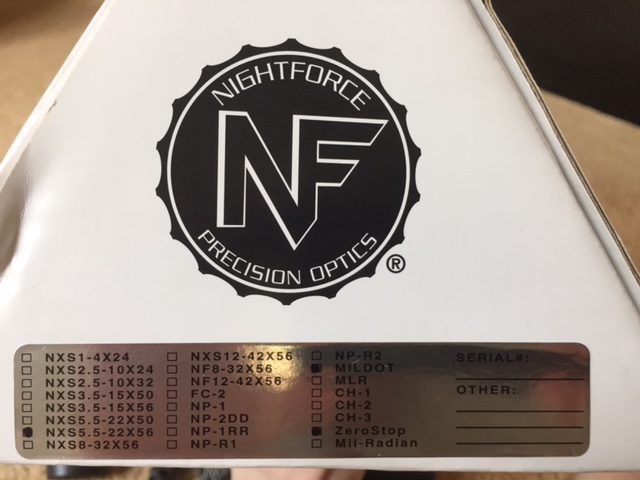 NIGHTFORCE
NF
PRECISION OPTICS
®
NXS1-4X24
NXS2.5-10X24
NXS2.5-10X32
NXS3.5-15X50
NXS3.5-15X56
NXS5.5-22X50
NXS5.5-22X56
NXS8-32X56
NXS12-42X56
NF8-32X56
NF12-42X56
FC-2
NP-1
NP-2DD
NP-1RR
NP-R1
NP-R2
MILDOT
MLR
CH-1
CH-2
CH-3
ZeroStop
Mil-Radian
SERIAL#:
OTHER: